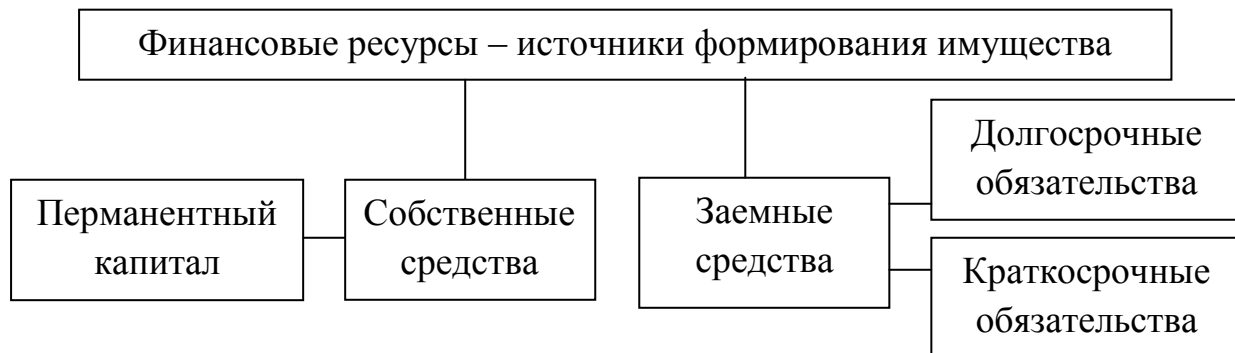 Финансовые ресурсы – источники формирования имущества
Перманентный
капитал
Собственные
средства
Заемные
средства
Долгосрочные
обязательства
Краткосрочные
обязательства